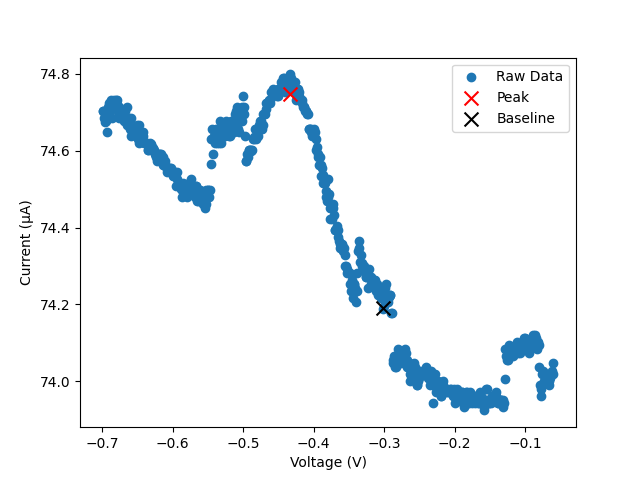 Raw Data
Peak
Baseline
74.8
74.6
74.4
74.2
74.0
Current (μA)
−0.7 −0.6 −0.5 −0.4 −0.3 −0.2 −0.1
Voltage (V)